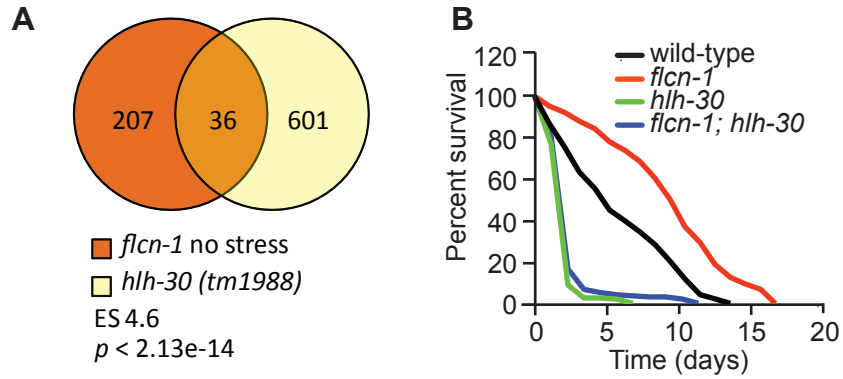 A
207
36
601
flcn-1 no stress
hlh-30 (tm1988)
ES 4.6
p < 2.13e-14
B
wild-type
flcn-1
hlh-30
flcn-1; hlh-30
Percent survival
120
100
80
60
40
20
0
0 5 10 15 20
Time (days)